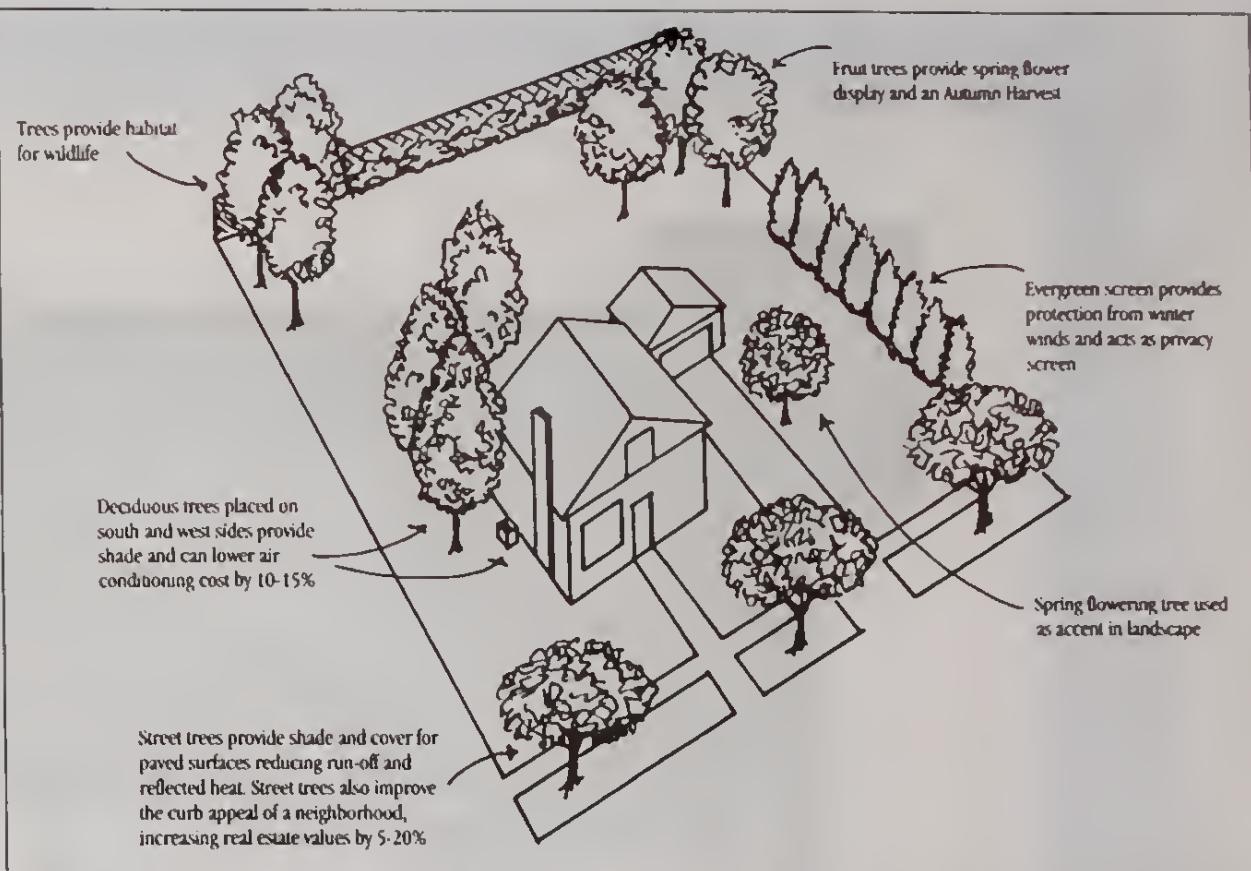 Fruit trees provide spring flower
display and an Autumn Harvest
Trees provide habitat
for wildlife
Evergreen screen provides
protection from winter
winds and acts as privacy
screen
Deciduous trees placed on
south and west sides provide
shade and can lower air
conditioning cost by 10-15%
Spring flowering tree used
as accent in landscape
Street trees provide shade and cover for
paved surfaces reducing run-off and
reflected heat. Street trees also improve
the curb appeal of a neighborhood,
increasing real estate values by 5-20%